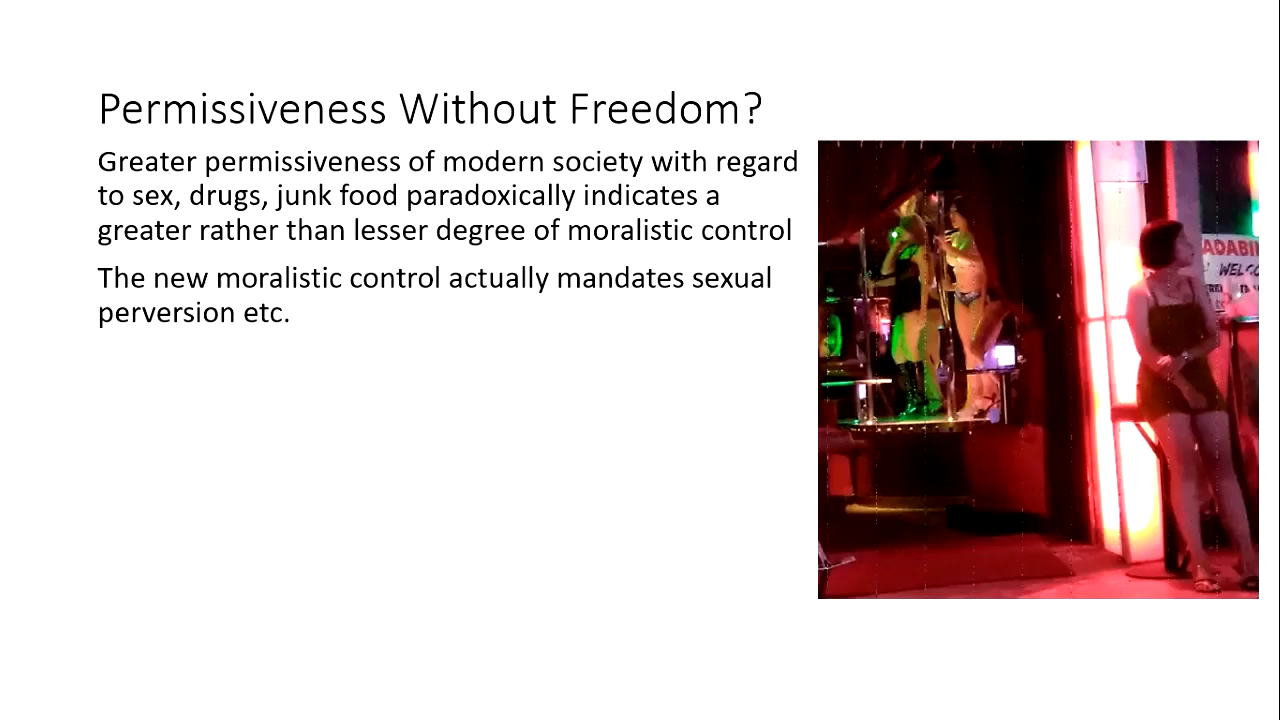 Permissiveness Without Freedom?
Greater permissiveness of modern society with regard
to sex, drugs, junk food paradoxically indicates a
greater rather than lesser degree of moralistic control
The new moralistic control actually mandates sexual
perversion etc.